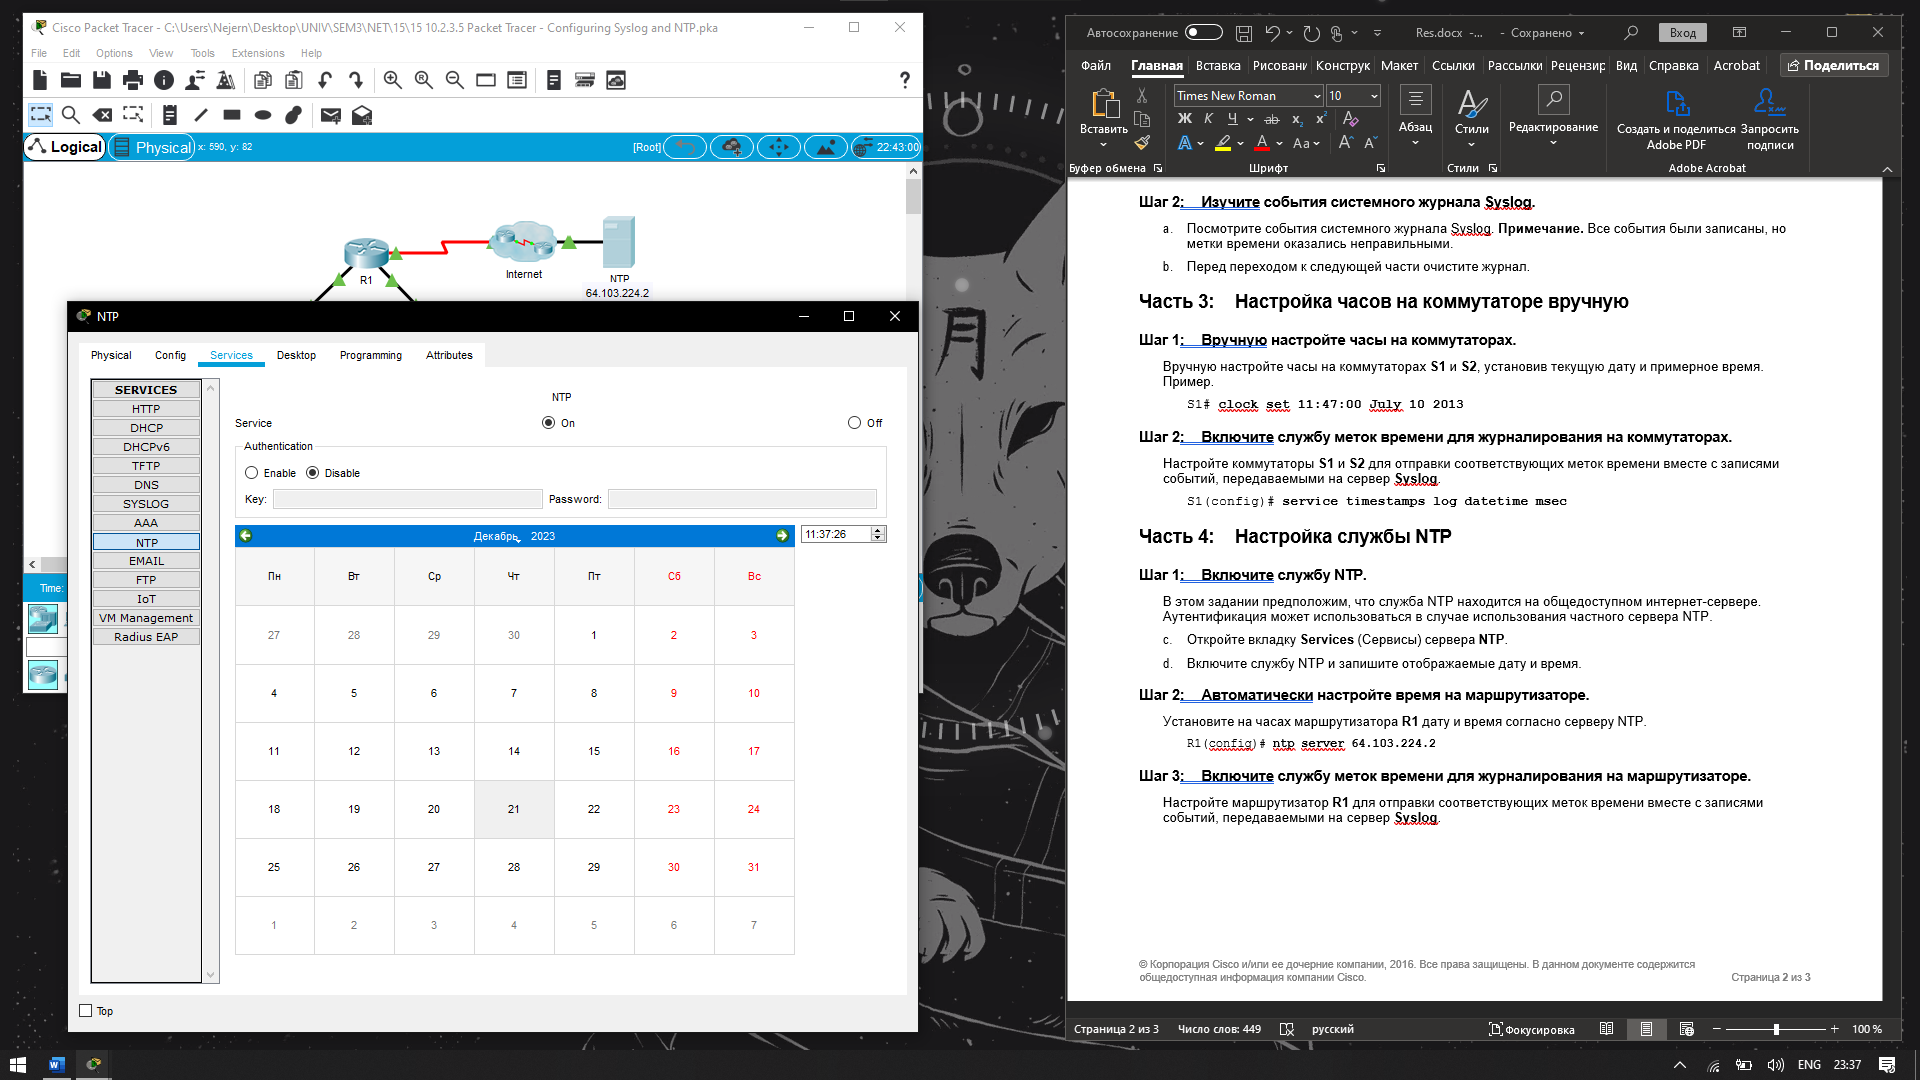 Cisco Packet Tracer - C:\Users\Nejern\Desktop\UNIV\SEM3\NET\15\15 10.2.3.5 Packet Tracer - Configuring Syslog and NTP.pka
File Edit Options View Tools Extensions Help
Logical Physical x: 590, y: 82 [Root] 22:43:00
R1
Internet
NTP
64.103.224.2
Time:
NTP
Physical Config Services Desktop Programming Attributes
SERVICES
HTTP
DHCP
DHCPv6
TFTP
DNS
SYSLOG
AAA
NTP
EMAIL
FTP
IoT
VM Management
Radius EAP
NTP
Service On Off
Authentication
Enable Disable
Key: Password:
Декабрь 2023 11:37:26
Пн Вт Ср Чт Пт Сб Вс
27 28 29 30 1 2 3
4 5 6 7 8 9 10
11 12 13 14 15 16 17
18 19 20 21 22 23 24
25 26 27 28 29 30 31
1 2 3 4 5 6 7
Top
月
Автосохранение Res.docx -... - Сохранено Вход
Файл Главная Вставка Рисовани Конструк Макет Ссылки Рассылки Рецензир Вид Справка Acrobat Поделиться
Times New Roman 10
Вставить
Ж К Ч ab x₂ x²
Aa
Абзац
Стили
Редактирование
Создать и поделиться Adobe PDF
Запросить подписи
Буфер обмена Шрифт Стили Adobe Acrobat
Шаг 2: Изучите события системного журнала Syslog.
a. Посмотрите события системного журнала Syslog. Примечание. Все события были записаны, но
метки времени оказались неправильными.
b. Перед переходом к следующей части очистите журнал.
Часть 3: Настройка часов на коммутаторе вручную
Шаг 1: Вручную настройте часы на коммутаторах.
Вручную настройте часы на коммутаторах S1 и S2, установив текущую дату и примерное время.
Пример.
S1# clock set 11:47:00 July 10 2013
Шаг 2: Включите службу меток времени для журналирования на коммутаторах.
Настройте коммутаторы S1 и S2 для отправки соответствующих меток времени вместе с записями
событий, передаваемыми на сервер Syslog.
S1(config)# service timestamps log datetime msec
Часть 4: Настройка службы NTP
Шаг 1: Включите службу NTP.
В этом задании предположим, что служба NTP находится на общедоступном интернет-сервере.
Аутентификация может использоваться в случае использования частного сервера NTP.
c. Откройте вкладку Services (Сервисы) сервера NTP.
d. Включите службу NTP и запишите отображаемые дату и время.
Шаг 2: Автоматически настройте время на маршрутизаторе.
Установите на часах маршрутизатора R1 дату и время согласно серверу NTP.
R1(config)# ntp server 64.103.224.2
Шаг 3: Включите службу меток времени для журналирования на маршрутизаторе.
Настройте маршрутизатор R1 для отправки соответствующих меток времени вместе с записями
событий, передаваемыми на сервер Syslog.
© Корпорация Cisco и/или ее дочерние компании, 2016. Все права защищены. В данном документе содержится
общедоступная информация компании Cisco. Страница 2 из 3
Страница 2 из 3 Число слов: 449 русский Фокусировка 100 %
ENG 23:37